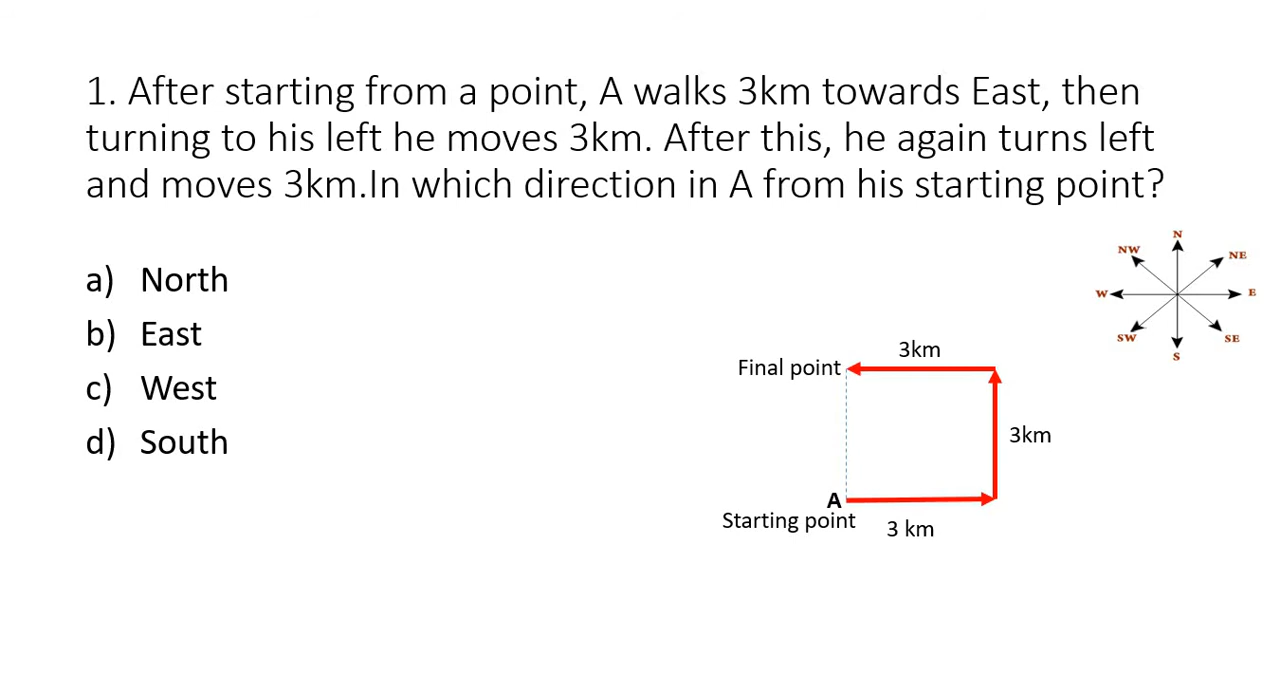 1. After starting from a point, A walks 3km towards East, then
turning to his left he moves 3km. After this, he again turns left
and moves 3km.In which direction in A from his starting point?
a) North
b) East
c) West
d) South
N
NW
NE
W
E
SW
SE
S
3km
Final point
3km
A
Starting point
3 km